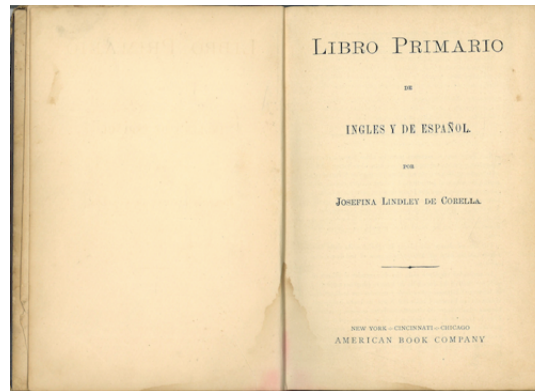 LIBRO PRIMARIO
DE
INGLES Y DE ESPAÑOL.
POR
JOSEFINA LINDLEY DE CORELLA.
NEW YORK · CINCINNATI · CHICAGO
AMERICAN BOOK COMPANY